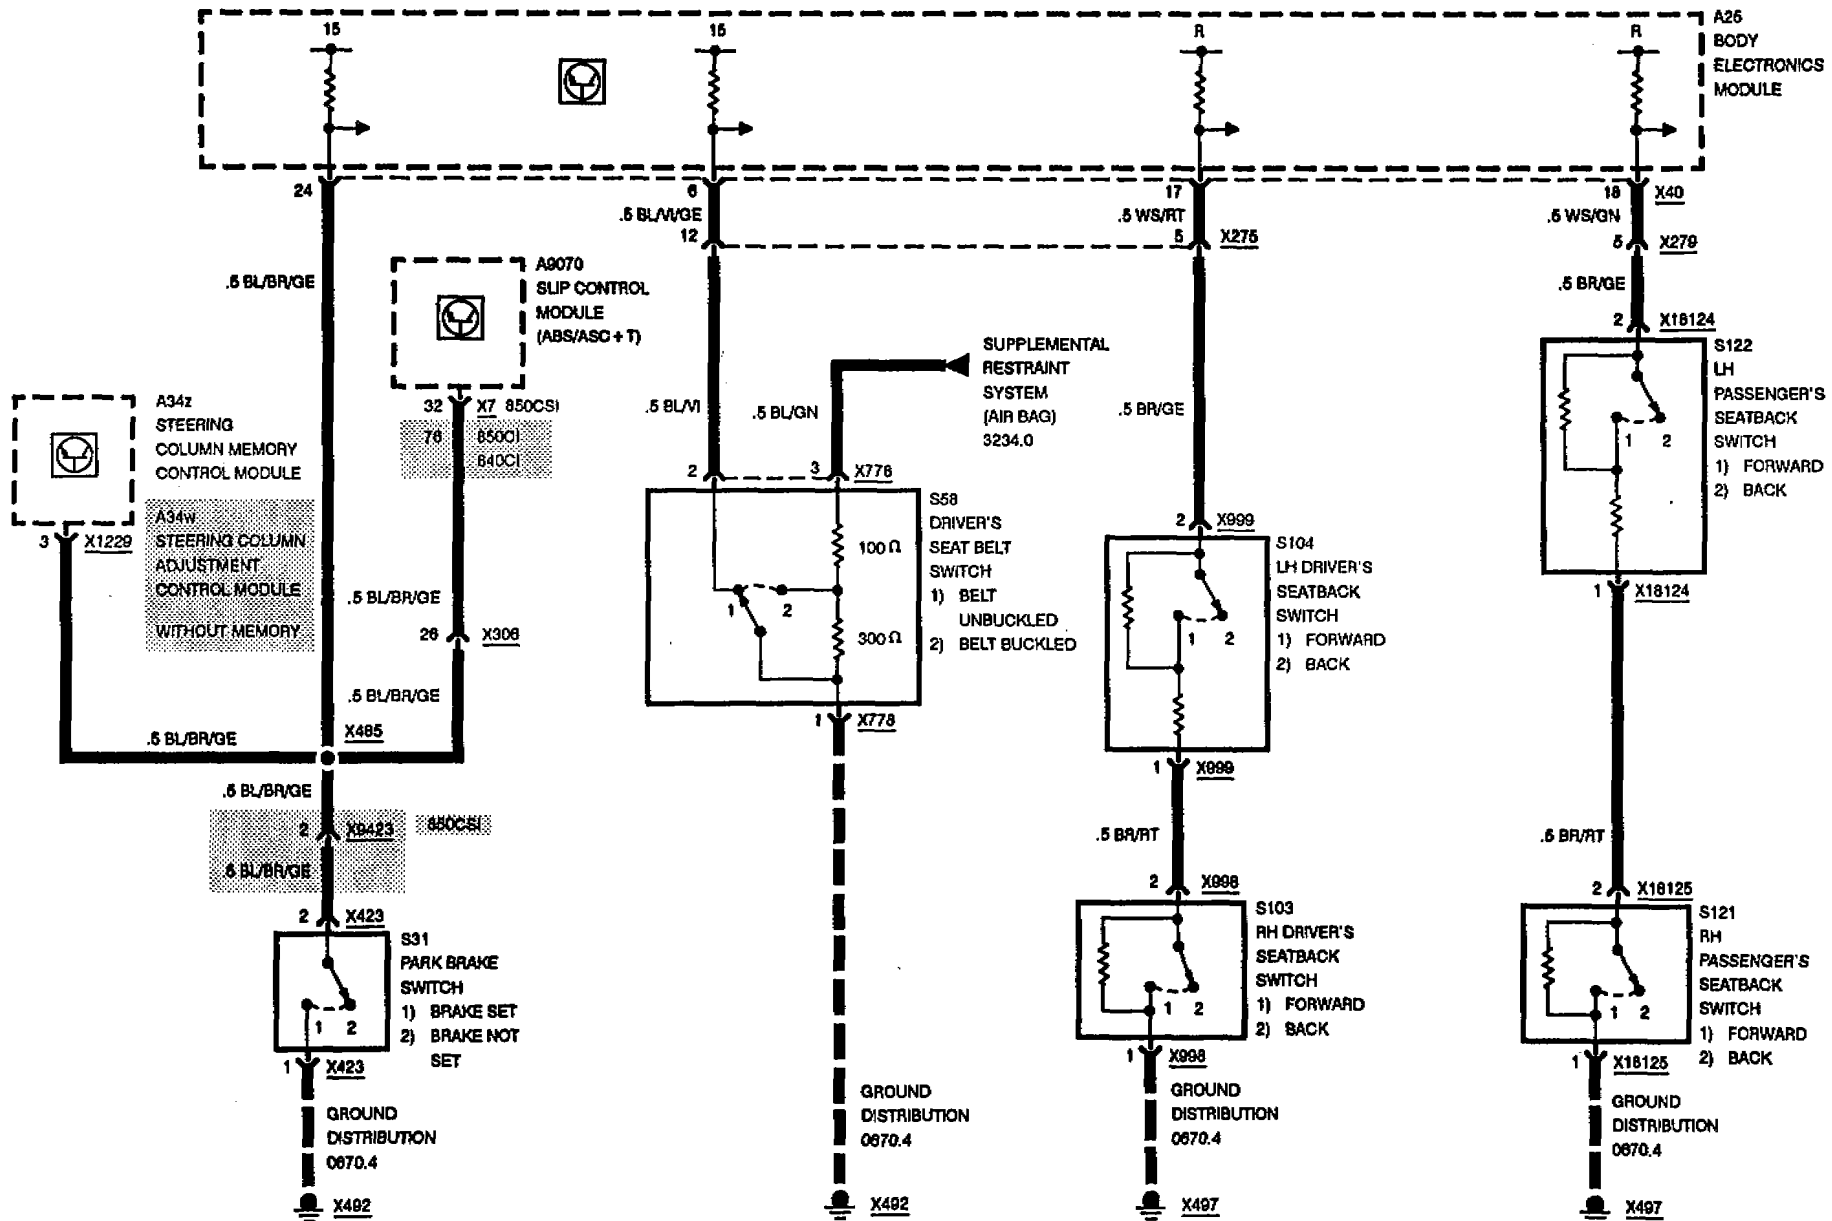 15
15
R
R
A25
BODY
ELECTRONICS
MODULE
24
6
17
18
X40
.5 BL/VI/GE
.5 WS/RT
.5 WS/GN
12
5
X275
5
X279
.5 BL/BR/GE
A9070
SLIP CONTROL
MODULE
(ABS/ASC + T)
.5 BR/GE
2
X18124
SUPPLEMENTAL
RESTRAINT
SYSTEM
(AIR BAG)
3234.0
S122
LH
PASSENGER'S
SEATBACK
SWITCH
1) FORWARD
2) BACK
1
2
A34z
STEERING
COLUMN MEMORY
CONTROL MODULE
32
X7
850CSI
76
850CI
840CI
.5 BL/VI
.5 BL/GN
.5 BR/GE
2
3
X778
A34w
STEERING COLUMN
ADJUSTMENT
CONTROL MODULE
WITHOUT MEMORY
3
X1229
S58
DRIVER'S
SEAT BELT
SWITCH
1) BELT
UNBUCKLED
2) BELT BUCKLED
100 Ω
300 Ω
1
2
2
X999
S104
LH DRIVER'S
SEATBACK
SWITCH
1) FORWARD
2) BACK
1
2
1
X18124
.5 BL/BR/GE
26
X306
.5 BL/BR/GE
X485
.5 BL/BR/GE
1
X778
1
X999
.5 BL/BR/GE
2
X9423
850CSI
.5 BL/BR/GE
.5 BR/RT
.5 BR/RT
2
X998
2
X18125
2
X423
S31
PARK BRAKE
SWITCH
1) BRAKE SET
2) BRAKE NOT
SET
1
2
S103
RH DRIVER'S
SEATBACK
SWITCH
1) FORWARD
2) BACK
1
2
S121
RH
PASSENGER'S
SEATBACK
SWITCH
1) FORWARD
2) BACK
1
2
1
X423
1
X998
1
X18125
GROUND
DISTRIBUTION
0670.4
GROUND
DISTRIBUTION
0670.4
GROUND
DISTRIBUTION
0670.4
GROUND
DISTRIBUTION
0670.4
X492
X492
X497
X497